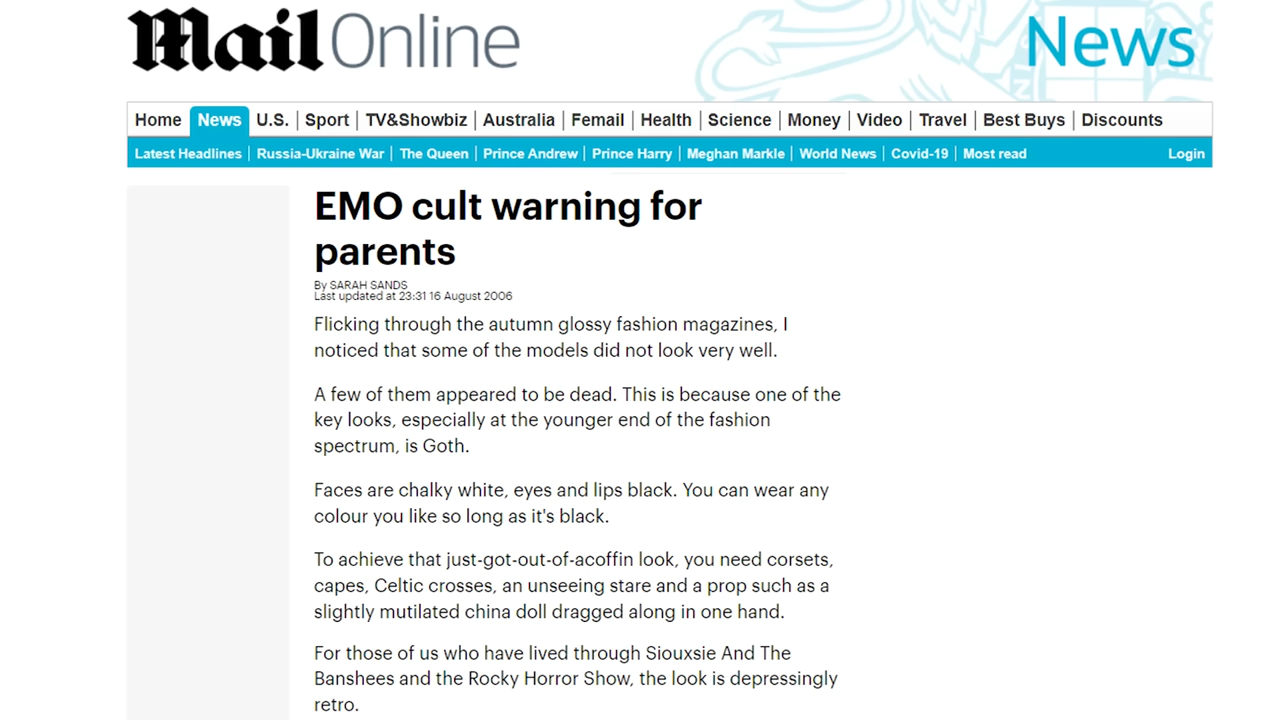 Mail Online
News
Home News U.S. Sport TV&Showbiz Australia Femail Health Science Money Video Travel Best Buys Discounts
Latest Headlines Russia-Ukraine War The Queen Prince Andrew Prince Harry Meghan Markle World News Covid-19 Most read Login
EMO cult warning for
parents
By SARAH SANDS
Last updated at 23:31 16 August 2006
Flicking through the autumn glossy fashion magazines, I
noticed that some of the models did not look very well.
A few of them appeared to be dead. This is because one of the
key looks, especially at the younger end of the fashion
spectrum, is Goth.
Faces are chalky white, eyes and lips black. You can wear any
colour you like so long as it's black.
To achieve that just-got-out-of-acoffin look, you need corsets,
capes, Celtic crosses, an unseeing stare and a prop such as a
slightly mutilated china doll dragged along in one hand.
For those of us who have lived through Siouxsie And The
Banshees and the Rocky Horror Show, the look is depressingly
retro.